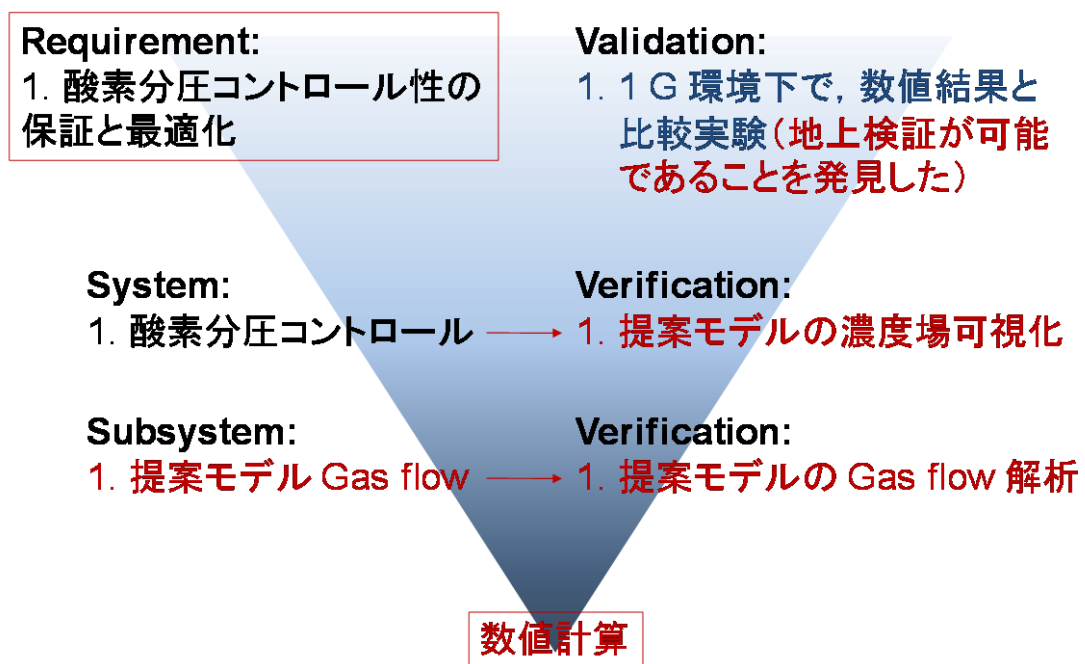 Requirement:
1. 酸素分圧コントロール性の
保証と最適化
Validation:
1. 1 G 環境下で, 数値結果と
比較実験(地上検証が可能
であることを発見した)
System:
1. 酸素分圧コントロール
Verification:
1. 提案モデルの濃度場可視化
Subsystem:
1. 提案モデル Gas flow
Verification:
1. 提案モデルの Gas flow 解析
数値計算